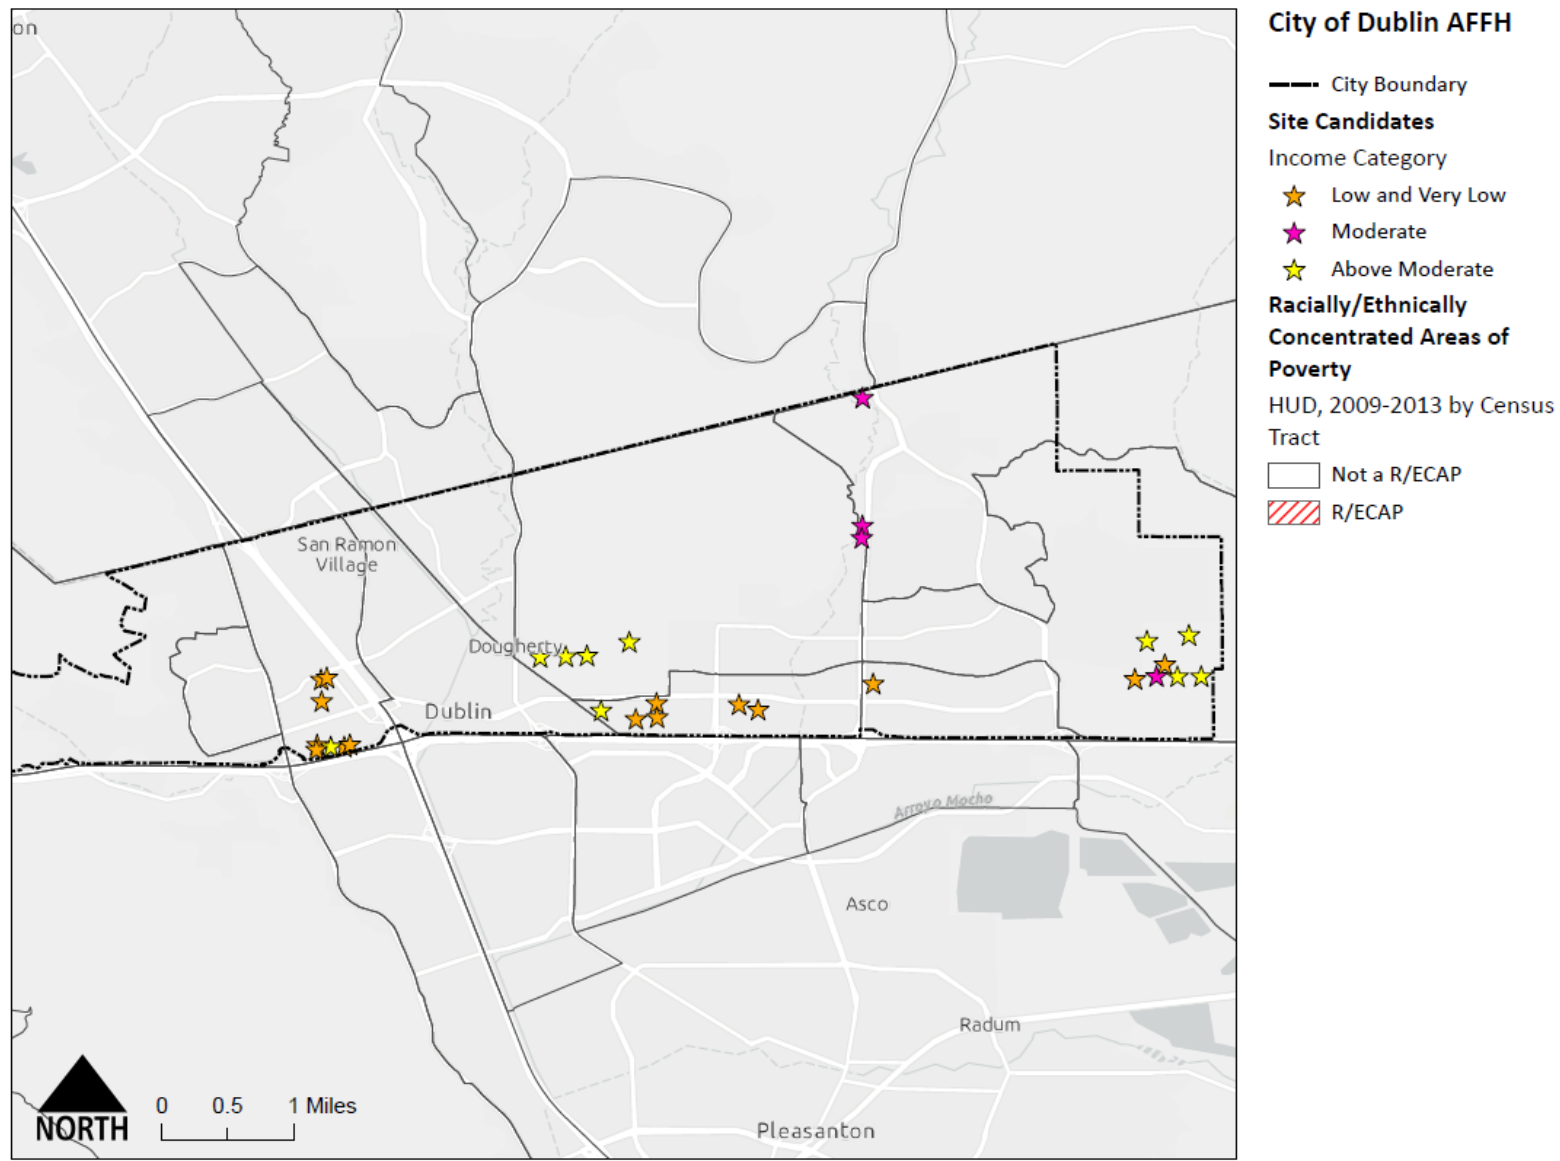 on
San Ramon
Village
Dougherty
Dublin
Arroyo Mocho
Asco
Radum
Pleasanton
NORTH
0 0.5 1 Miles
City of Dublin AFFH
City Boundary
Site Candidates
Income Category
Low and Very Low
Moderate
Above Moderate
Racially/Ethnically
Concentrated Areas of
Poverty
HUD, 2009-2013 by Census
Tract
Not a R/ECAP
R/ECAP